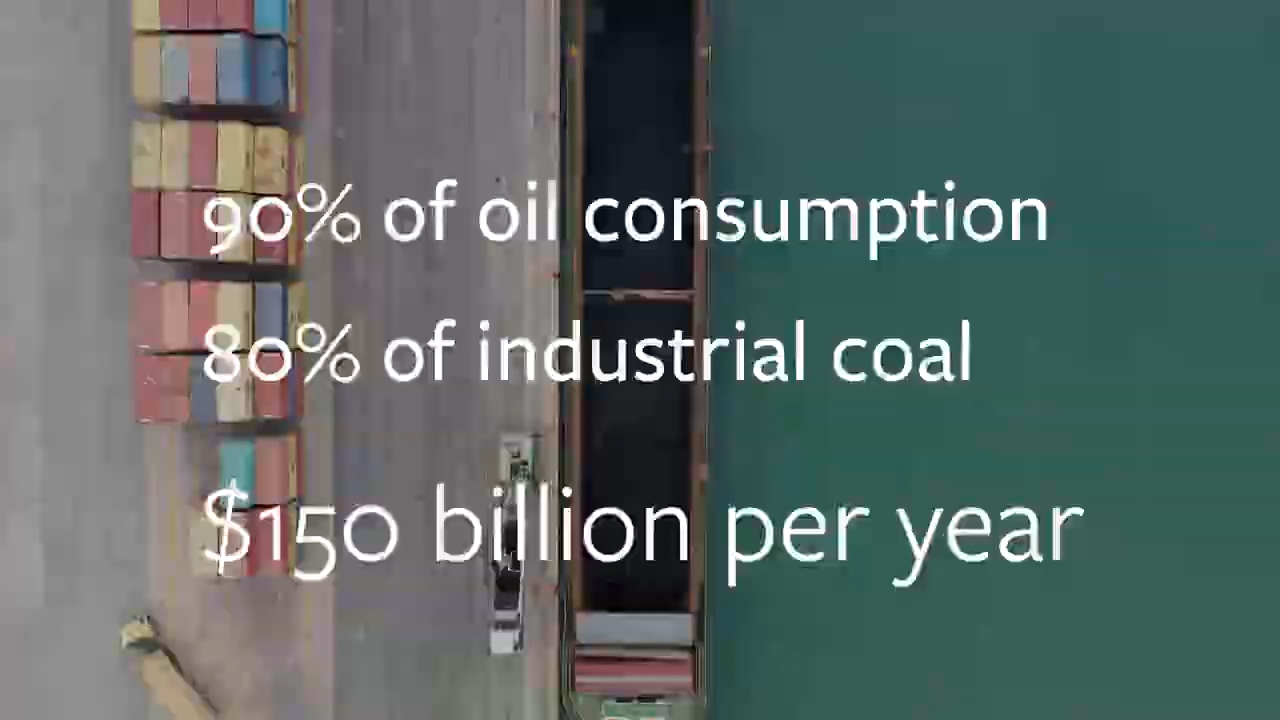 90% of oil consumption
80% of industrial coal
$150 billion per year